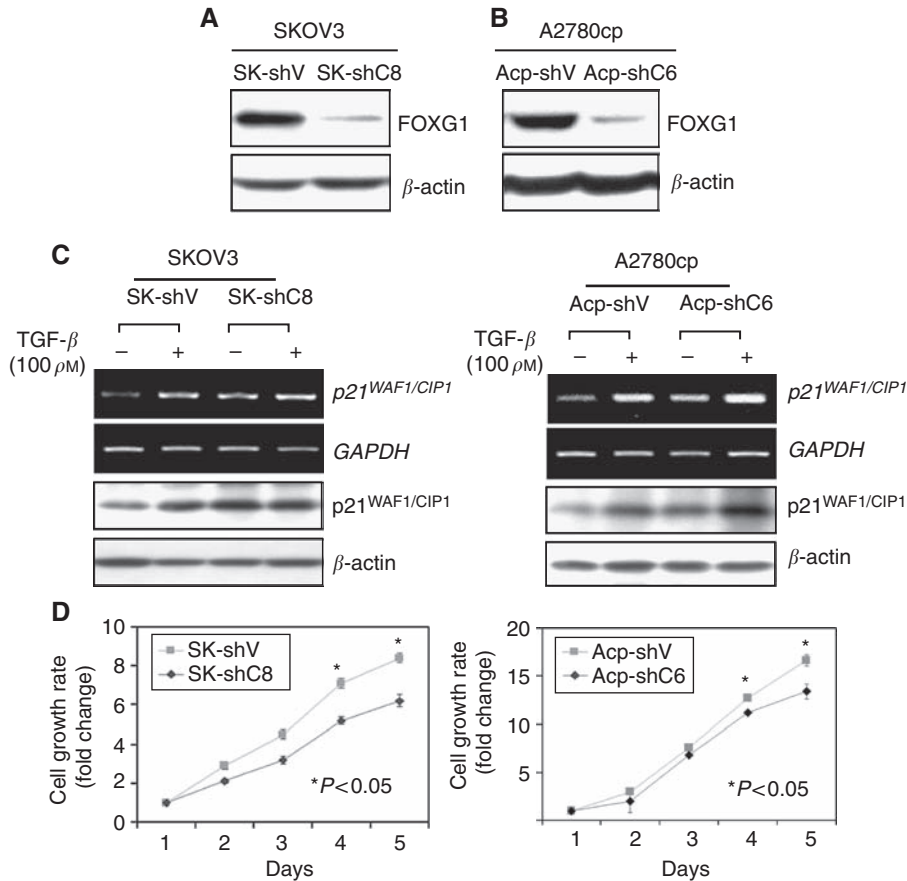 A
SKOV3
SK-shV SK-shC8
FOXG1
β-actin
B
A2780cp
Acp-shV Acp-shC6
FOXG1
β-actin
C
SKOV3
SK-shV SK-shC8
TGF-β
(100 ρM)
– + – +
p21WAF1/CIP1
GAPDH
p21WAF1/CIP1
β-actin
A2780cp
Acp-shV Acp-shC6
TGF-β
(100 ρM)
– + – +
p21WAF1/CIP1
GAPDH
p21WAF1/CIP1
β-actin
D
Cell growth rate
(fold change)
10
8
6
4
2
0
SK-shV
SK-shC8
*
*
*P<0.05
1 2 3 4 5
Days
Cell growth rate
(fold change)
20
15
10
5
Acp-shV
Acp-shC6
*
*
*P<0.05
1 2 3 4 5
Days